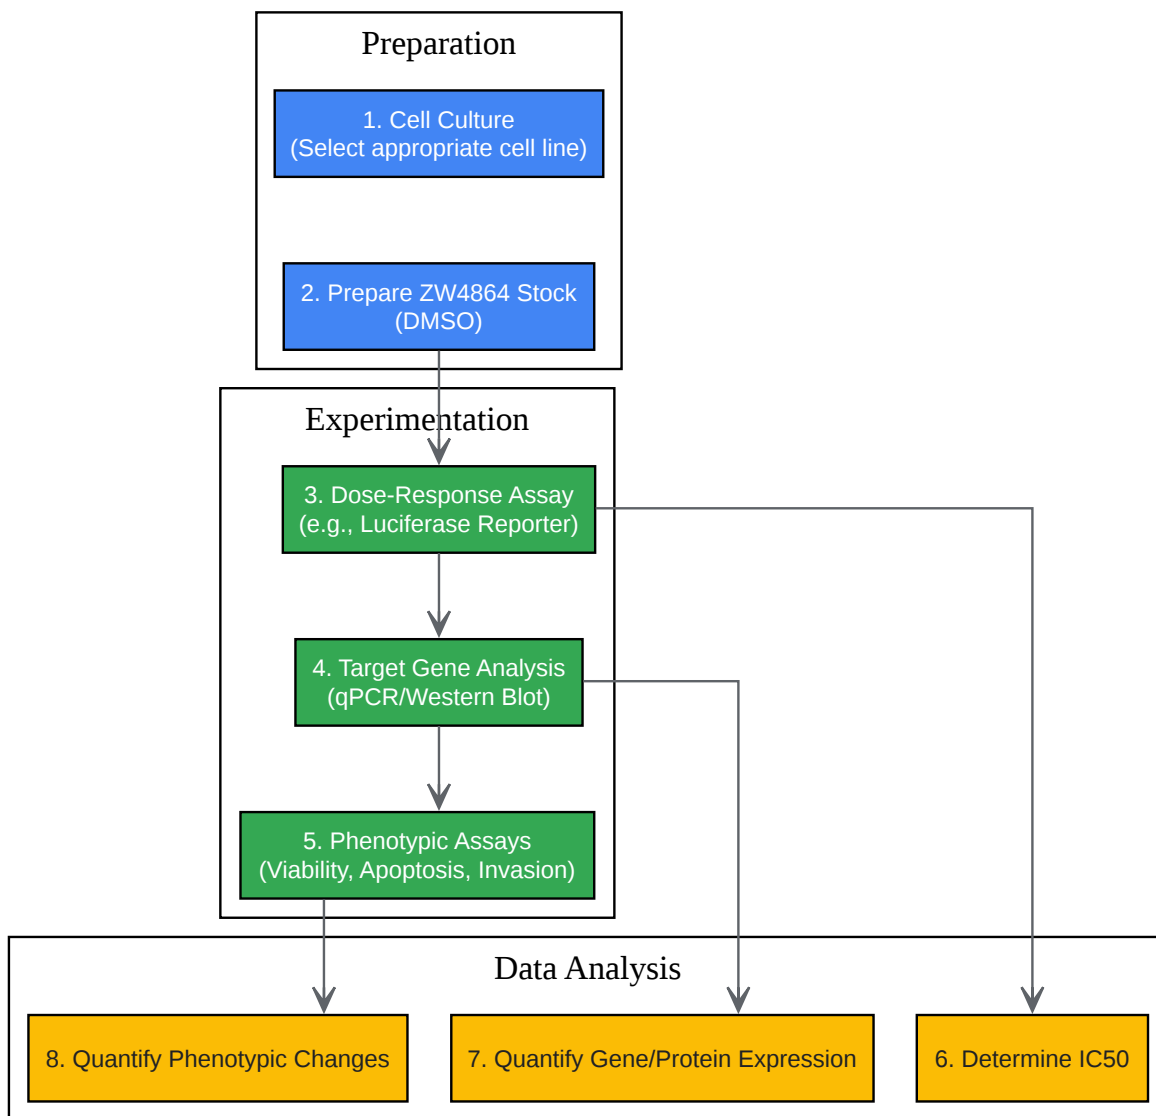 Preparation
1. Cell Culture
(Select appropriate cell line)
2. Prepare ZW4864 Stock
(DMSO)
Experimentation
3. Dose-Response Assay
(e.g., Luciferase Reporter)
4. Target Gene Analysis
(qPCR/Western Blot)
5. Phenotypic Assays
(Viability, Apoptosis, Invasion)
Data Analysis
8. Quantify Phenotypic Changes
7. Quantify Gene/Protein Expression
6. Determine IC50